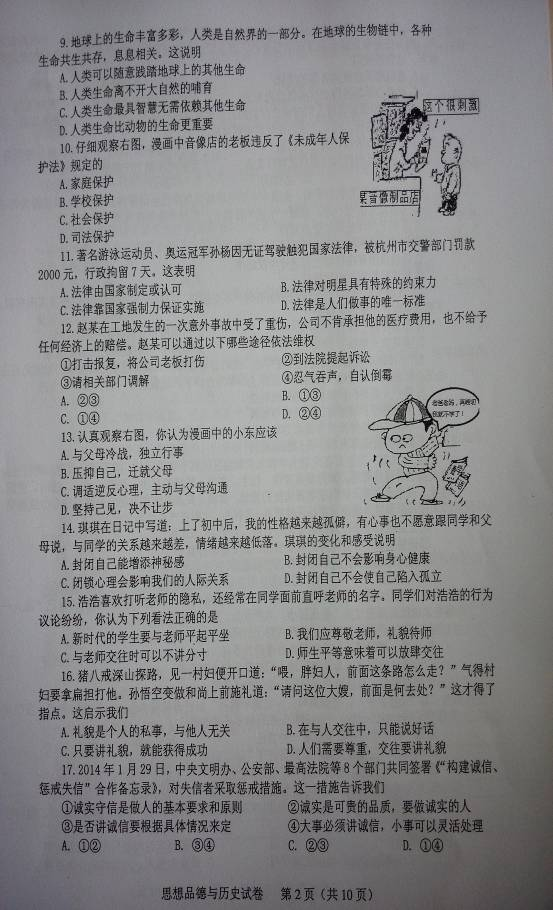 9.地球上的生命丰富多彩，人类是自然界的一部分。在地球的生物链中，各种
生命共生共存，息息相关。这说明
A.人类可以随意践踏地球上的其他生命
B.人类生命离不开大自然的哺育
C.人类生命最具智慧无需依赖其他生命
D.人类生命比动物的生命更重要
10.仔细观察右图，漫画中音像店的老板违反了《未成年人保
护法》规定的
这个很刺激
某音像制品店
A.家庭保护
B.学校保护
C.社会保护
D.司法保护
11.著名游泳运动员、奥运冠军孙杨因无证驾驶触犯国家法律，被杭州市交警部门罚款
2000元，行政拘留7天。这表明
A.法律由国家制定或认可 B.法律对明星具有特殊的约束力
C.法律靠国家强制力保证实施 D.法律是人们做事的唯一标准
12.赵某在工地发生的一次意外事故中受了重伤，公司不肯承担他的医疗费用，也不给予
任何经济上的赔偿。赵某可以通过以下哪些途径依法维权
①打击报复，将公司老板打伤 ②到法院提起诉讼
③请相关部门调解 ④忍气吞声，自认倒霉
A. ②③ B. ①③
C. ①④ D. ②④
13.认真观察右图，你认为漫画中的小东应该
老爸老妈，再唠叨
我就不学了！
A.与父母冷战，独立行事
B.压抑自己，迁就父母
C.调适逆反心理，主动与父母沟通
D.坚持己见，决不让步
14.琪琪在日记中写道：上了初中后，我的性格越来越孤僻，有心事也不愿意跟同学和父
母说，与同学的关系越来越差，情绪越来越低落。琪琪的变化和感受说明
A.封闭自己能增添神秘感 B.封闭自己不会影响身心健康
C.闭锁心理会影响我们的人际关系 D.封闭自己不会使自己陷入孤立
15.浩浩喜欢打听老师的隐私，还经常在同学面前直呼老师的名字。同学们对浩浩的行为
议论纷纷，你认为下列看法正确的是
A.新时代的学生要与老师平起平坐 B.我们应尊敬老师，礼貌待师
C.与老师交往时可以不讲分寸 D.师生平等意味着可以放肆交往
16.猪八戒深山探路，见一村妇便开口道：“喂，胖妇人，前面这条路怎么走？”气得村
妇要拿扁担打他。孙悟空变做和尚上前施礼道：“请问这位大嫂，前面是何去处？”这才得了
指点。这启示我们
A.礼貌是个人的私事，与他人无关 B.在与人交往中，只能说好话
C.只要讲礼貌，就能获得成功 D.人们需要尊重，交往要讲礼貌
17.2014年1月29日，中央文明办、公安部、最高法院等8个部门共同签署《“构建诚信、
惩戒失信”合作备忘录》，对失信者采取惩戒措施。这一措施告诉我们
①诚实守信是做人的基本要求和原则 ②诚实是可贵的品质，要做诚实的人
③是否讲诚信要根据具体情况来定 ④大事必须讲诚信，小事可以灵活处理
A. ①② B. ③④ C. ②③ D. ①④
思想品德与历史试卷 第2页（共10页）